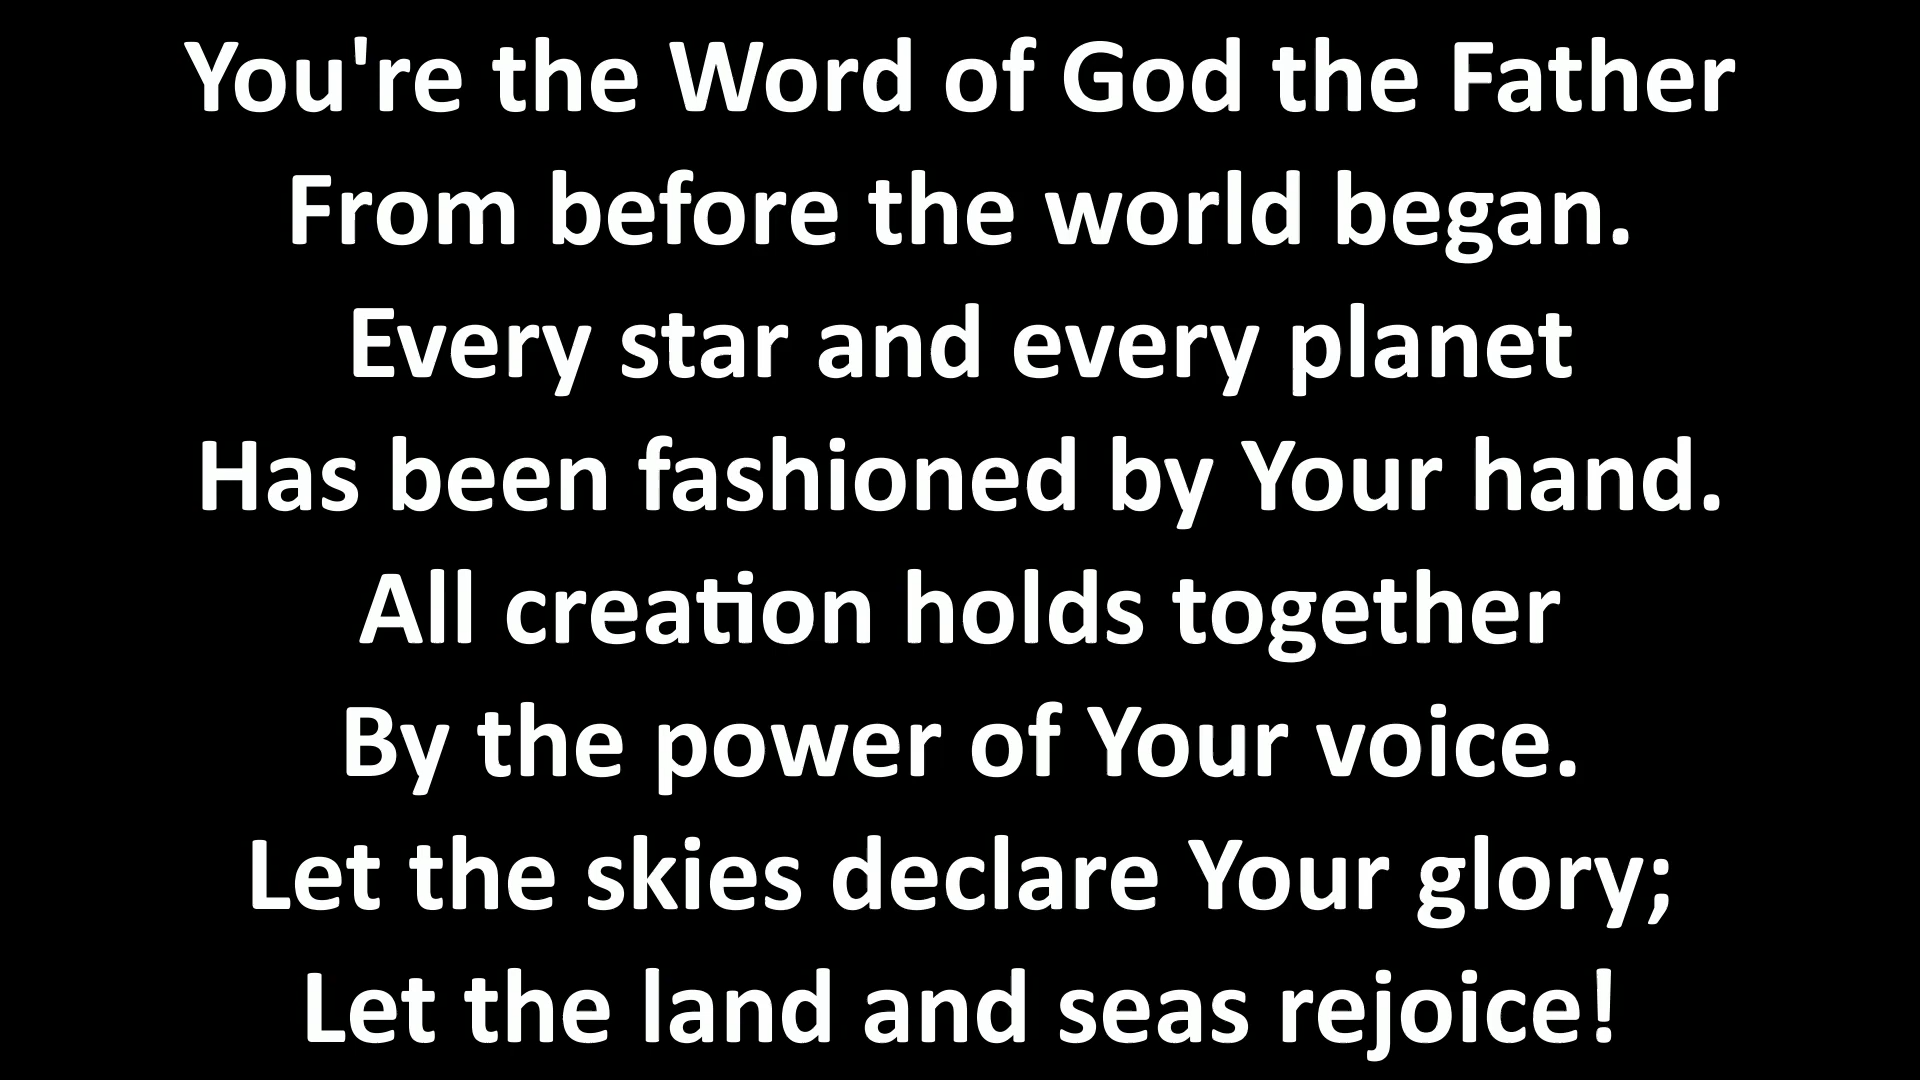 You're the Word of God the Father
From before the world began.
Every star and every planet
Has been fashioned by Your hand.
All creation holds together
By the power of Your voice.
Let the skies declare Your glory;
Let the land and seas rejoice!